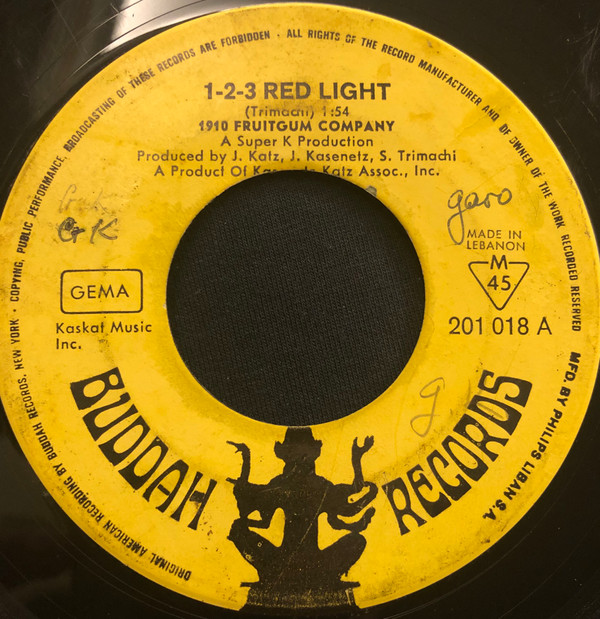 COPYING, PUBLIC PERFORMANCE, BROADCASTING OF THESE RECORDS ARE FORBIDDEN · ALL RIGHTS OF THE RECORD MANUFACTURER AND OF OWNER OF THE WORK RECORDED RESERVED
1-2-3 RED LIGHT
(Trimachi) 1:54
1910 FRUITGUM COMPANY
A Super K Production
Produced by J. Katz, J. Kasenetz, S. Trimachi
A Product Of Katz Assoc., Inc.
garo
MADE IN
LEBANON
M
45
GEMA
Kaskat Music
Inc.
201 018 A
g
BUDDAH RECORDS
ORIGINAL AMERICAN RECORDING BY BUDDAH RECORDS, NEW YORK ·
MFD. BY PHILIPS LIBAN S.A.